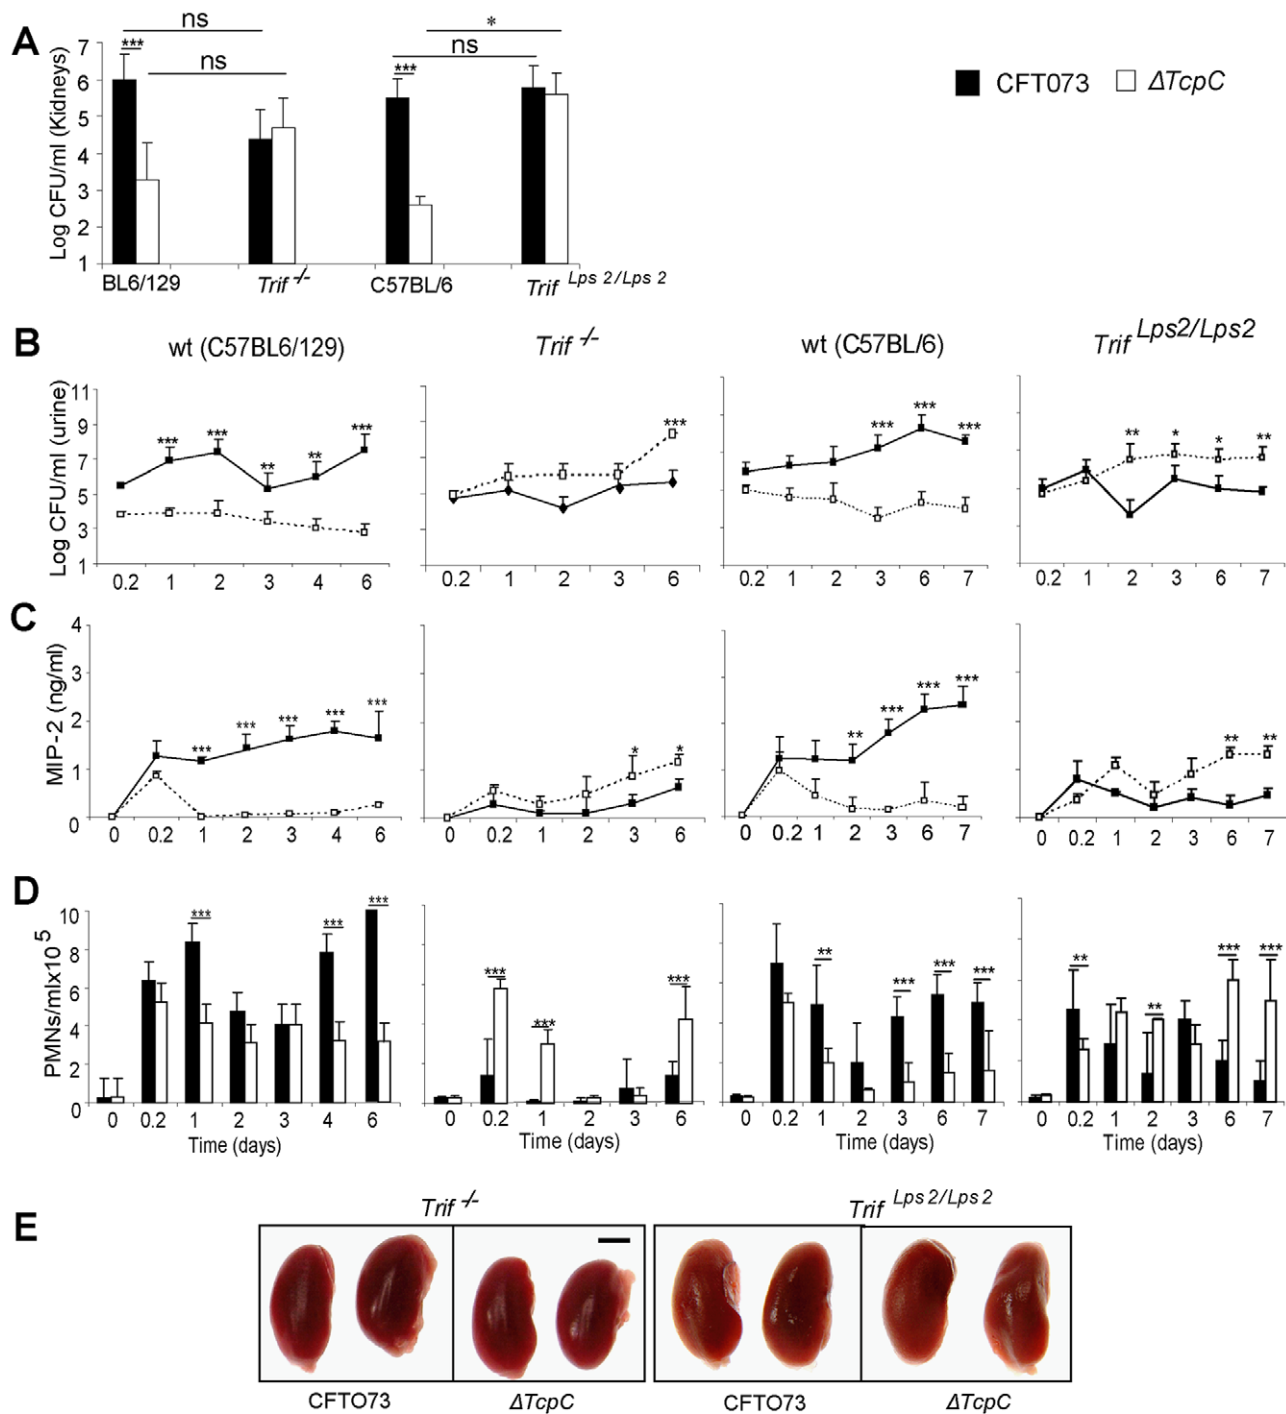 A
ns
*
ns
ns
***
***
Log CFU/ml (Kidneys)
7
6
5
4
3
2
1
BL6/129
Trif -/-
C57BL/6
Trif Lps 2/Lps 2
CFT073
ΔTcpC
B
wt (C57BL6/129)
Trif -/-
wt (C57BL/6)
Trif Lps2/Lps2
Log CFU/ml (urine)
11
9
7
5
3
1
*** *** ** ** ***
***
*** *** ***
** * * **
0.2 1 2 3 4 6
0.2 1 2 3 6
0.2 1 2 3 6 7
0.2 1 2 3 6 7
C
MIP-2 (ng/ml)
4
3
2
1
0
*** *** *** *** ***
* *
** *** *** ***
** **
0 0.2 1 2 3 4 6
0 0.2 1 2 3 6
0 0.2 1 2 3 6 7
0 0.2 1 2 3 6 7
D
PMNs/mlx10 5
10
8
6
4
2
0
*** *** ***
*** *** ***
** *** *** ***
** ** *** ***
0 0.2 1 2 3 4 6
0 0.2 1 2 3 6
0 0.2 1 2 3 6 7
0 0.2 1 2 3 6 7
Time (days)
Time (days)
Time (days)
Time (days)
E
Trif -/-
Trif Lps 2/Lps 2
CFTO73
ΔTcpC
CFTO73
ΔTcpC